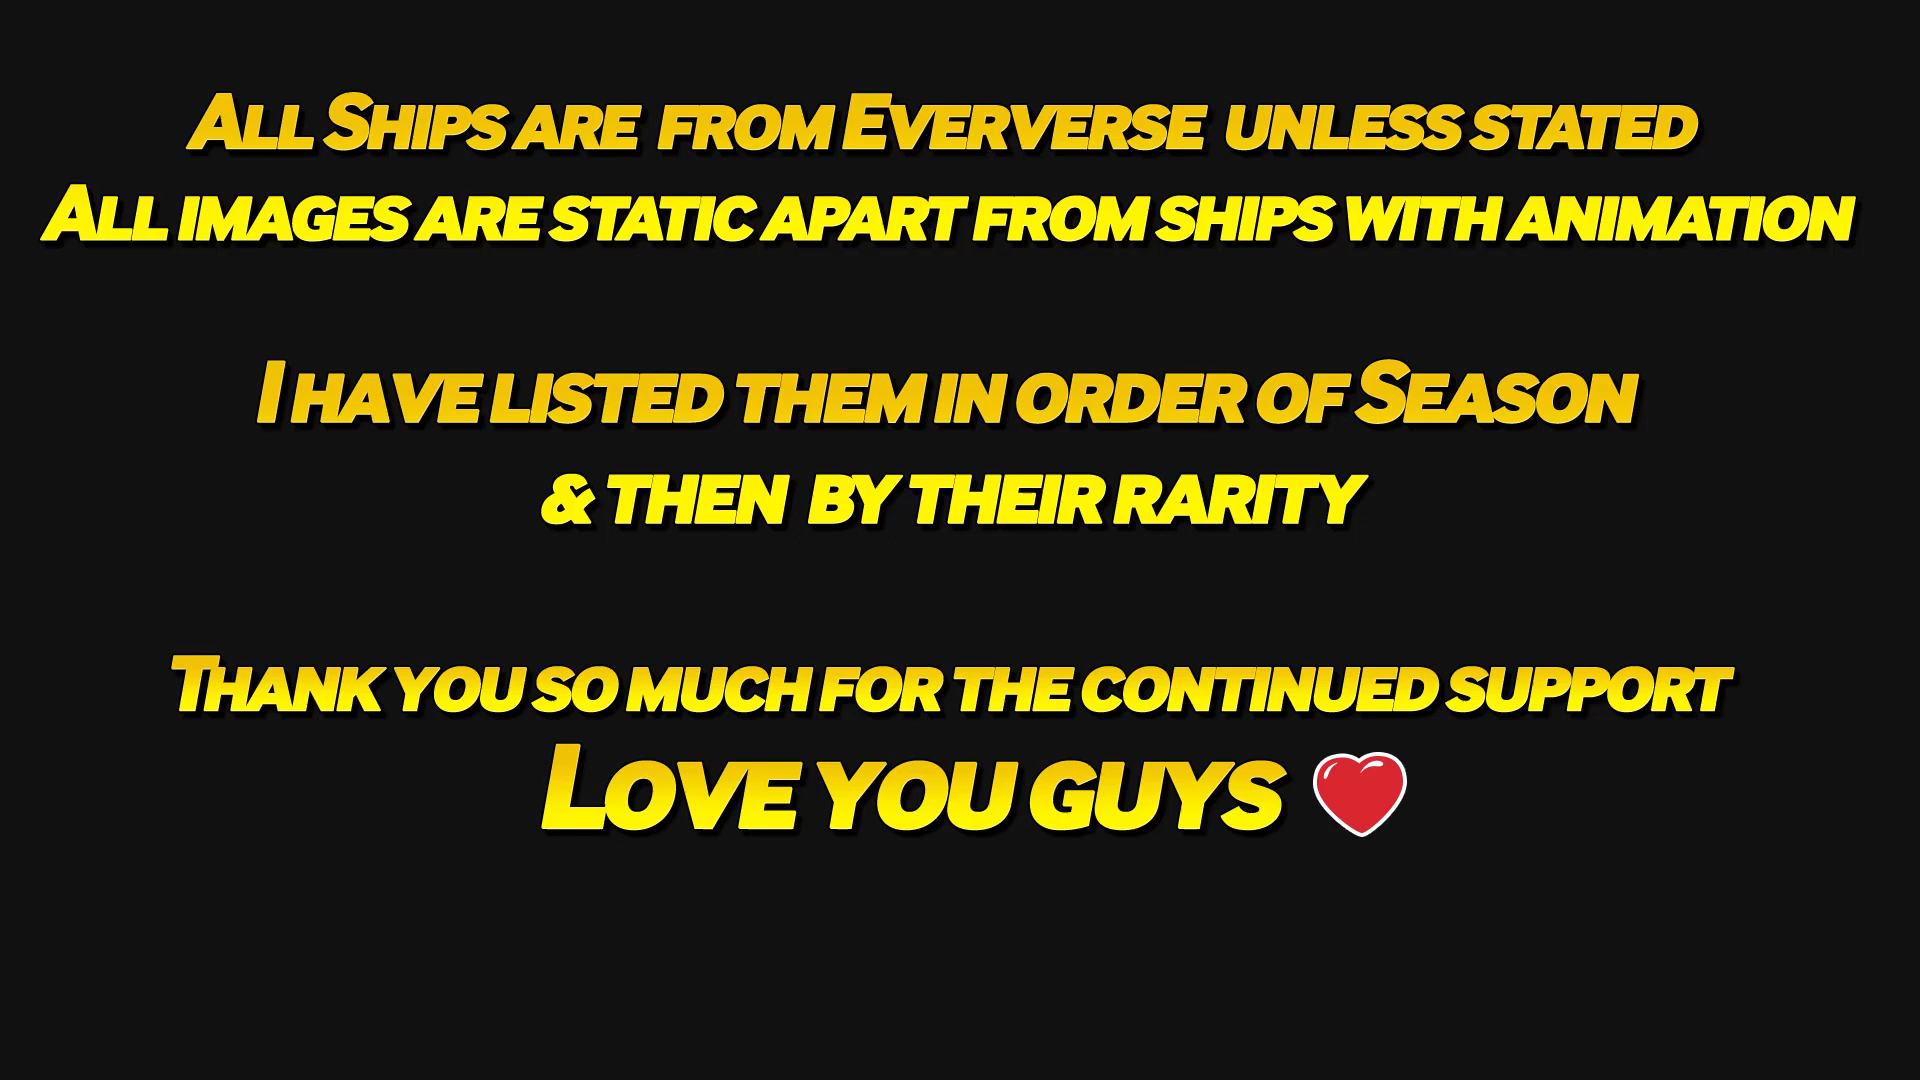 All Ships are from Eververse unless stated
All images are static apart from ships with animation
I have listed them in order of Season
& then by their rarity
Thank you so much for the continued support
Love you guys